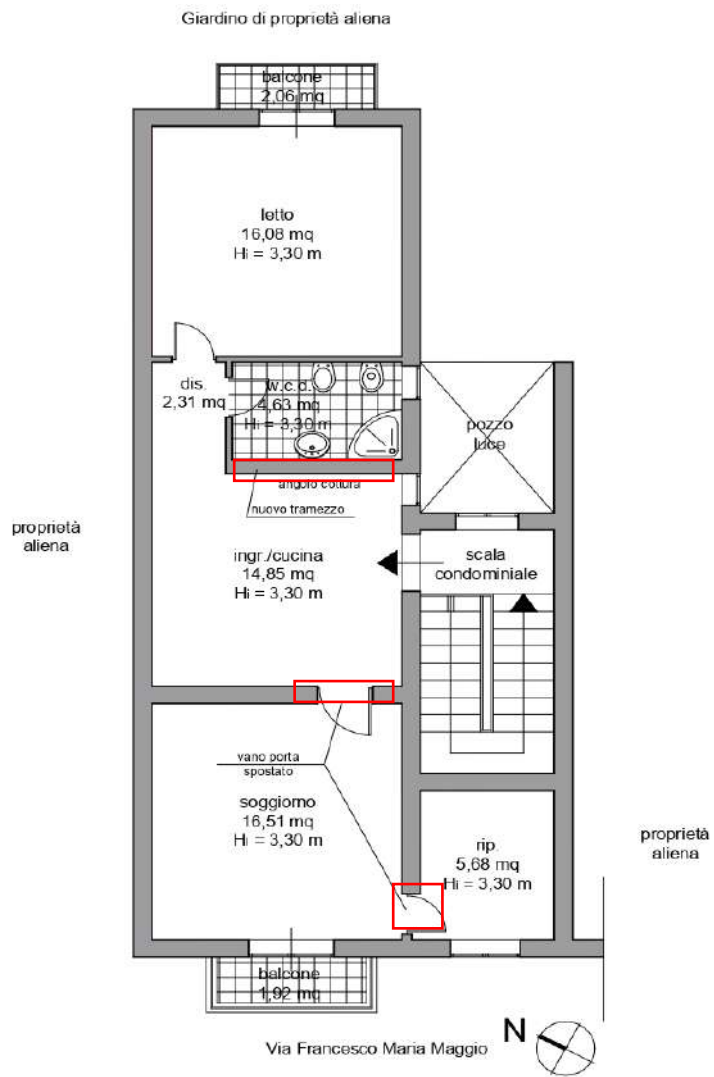 Giardino di proprietà aliena
balcone
2,06 mq
letto
16,08 mq
Hi = 3,30 m
dis.
2,31 mq
w.c.d.
4,63 mq
Hi = 3,30 m
pozzo
luce
angolo cottura
nuovo tramezzo
proprietà
aliena
ingr./cucina
14,85 mq
Hi = 3,30 m
scala
condominiale
vano porta
spostato
soggiorno
16,51 mq
Hi = 3,30 m
rip.
5,68 mq
Hi = 3,30 m
proprietà
aliena
balcone
1,92 mq
Via Francesco Maria Maggio
N